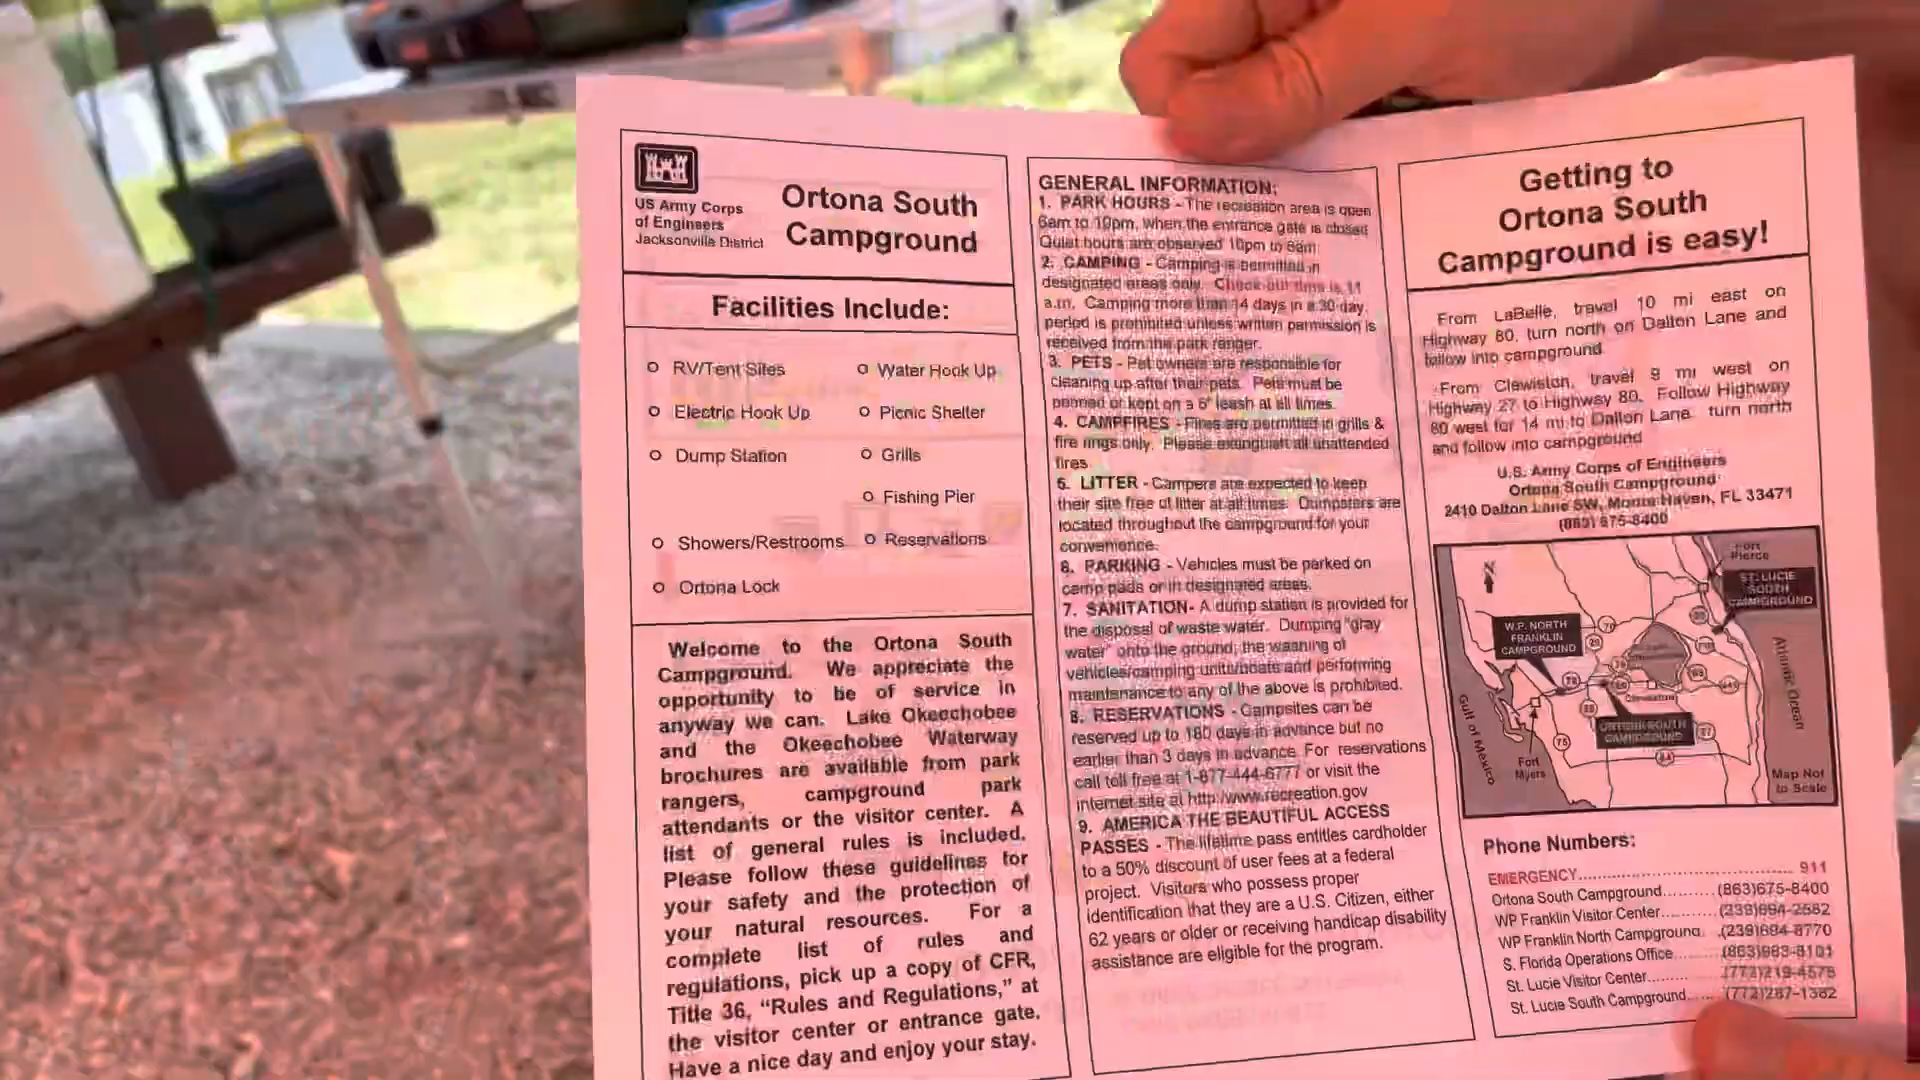 US Army Corps
of Engineers
Jacksonville District
Ortona South
Campground
Facilities Include:
RV/Tent Sites
Water Hook Up
Electric Hook Up
Picnic Shelter
Dump Station
Grills
Fishing Pier
Showers/Restrooms
Reservations
Ortona Lock
Welcome to the Ortona South
Campground. We appreciate the
opportunity to be of service in
anyway we can. Lake Okeechobee
and the Okeechobee Waterway
brochures are available from park
rangers, campground park
attendants or the visitor center. A
list of general rules is included.
Please follow these guidelines for
your safety and the protection of
your natural resources. For a
complete list of rules and
regulations, pick up a copy of CFR,
Title 36, "Rules and Regulations," at
the visitor center or entrance gate.
Have a nice day and enjoy your stay.
GENERAL INFORMATION:
1. PARK HOURS - The recreation area is open
6am to 10pm, when the entrance gate is closed
Quiet hours are observed 10pm to 6am
2. CAMPING - Camping is permitted in
designated areas only. Check out time is 11
a.m. Camping more than 14 days in a 30 day
period is prohibited unless written permission is
received from the park ranger.
3. PETS - Pet owners are responsible for
cleaning up after their pets. Pets must be
penned or kept on a 6' leash at all times.
4. CAMPFIRES - Fires are permitted in grills &
fire rings only. Please extinguish all unattended
fires.
5. LITTER - Campers are expected to keep
their site free of litter at all times. Dumpsters are
located throughout the campground for your
convenience.
6. PARKING - Vehicles must be parked on
camp pads or in designated areas.
7. SANITATION- A dump station is provided for
the disposal of waste water. Dumping "gray
water" onto the ground, the washing of
vehicles/camping units/boats and performing
maintenance to any of the above is prohibited.
8. RESERVATIONS - Campsites can be
reserved up to 180 days in advance but no
earlier than 3 days in advance. For reservations
call toll free at 1-877-444-6777 or visit the
internet site at http://www.recreation.gov
9. AMERICA THE BEAUTIFUL ACCESS
PASSES - The lifetime pass entitles cardholder
to a 50% discount of user fees at a federal
project. Visitors who possess proper
identification that they are a U.S. Citizen, either
62 years or older or receiving handicap disability
assistance are eligible for the program.
Getting to
Ortona South
Campground is easy!
From LaBelle, travel 10 mi east on
Highway 80, turn north on Dalton Lane and
follow into campground
From Clewiston, travel 9 mi west on
Highway 27 to Highway 80. Follow Highway
80 west for 14 mi to Dalton Lane turn north
and follow into campground
U.S. Army Corps of Engineers
Ortona South Campground
2410 Dalton Lane SW, Moore Haven, FL 33471
(863) 675-8400
N
Fort
Pierce
ST. LUCIE
SOUTH
CAMPGROUND
W.P. NORTH
FRANKLIN
CAMPGROUND
78
Clewiston
ORTONA SOUTH
CAMPGROUND
75
Fort
Myers
Gulf of Mexico
Atlantic Ocean
Map Not
to Scale
Phone Numbers:
EMERGENCY 911
Ortona South Campground (863)675-8400
WP Franklin Visitor Center (239)694-2582
WP Franklin North Campground (239)694-8770
S. Florida Operations Office (863)983-8101
St. Lucie Visitor Center (772)219-4575
St. Lucie South Campground (772)287-1382